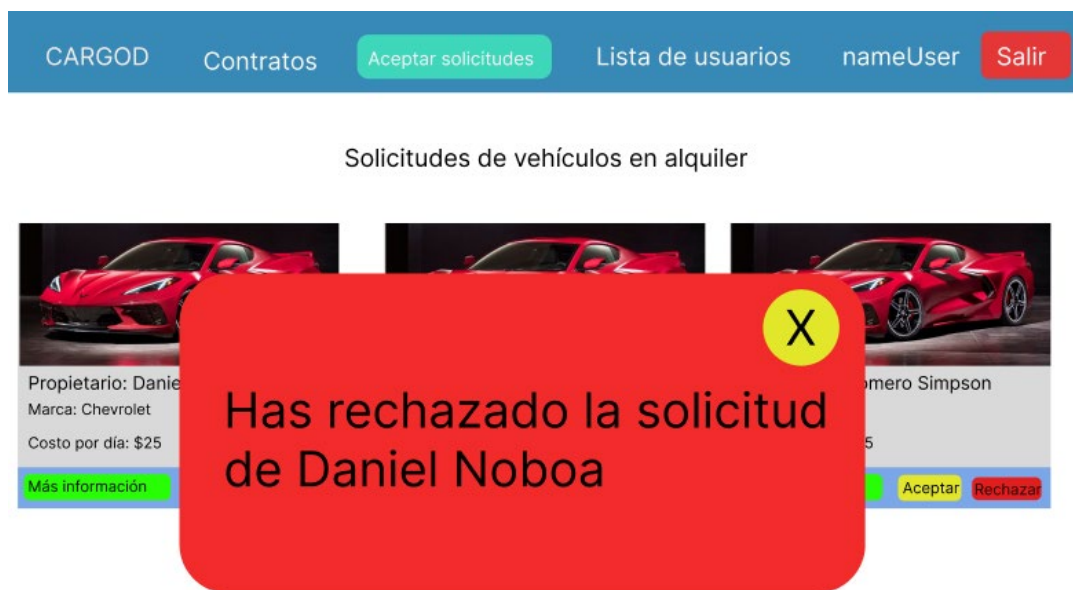 CARGOD Contratos Aceptar solicitudes Lista de usuarios nameUser Salir
Solicitudes de vehículos en alquiler
X
Has rechazado la solicitud
de Daniel Noboa
Propietario: Danie
Marca: Chevrolet
Costo por día: $25
Más información
omero Simpson
5
Aceptar Rechazar